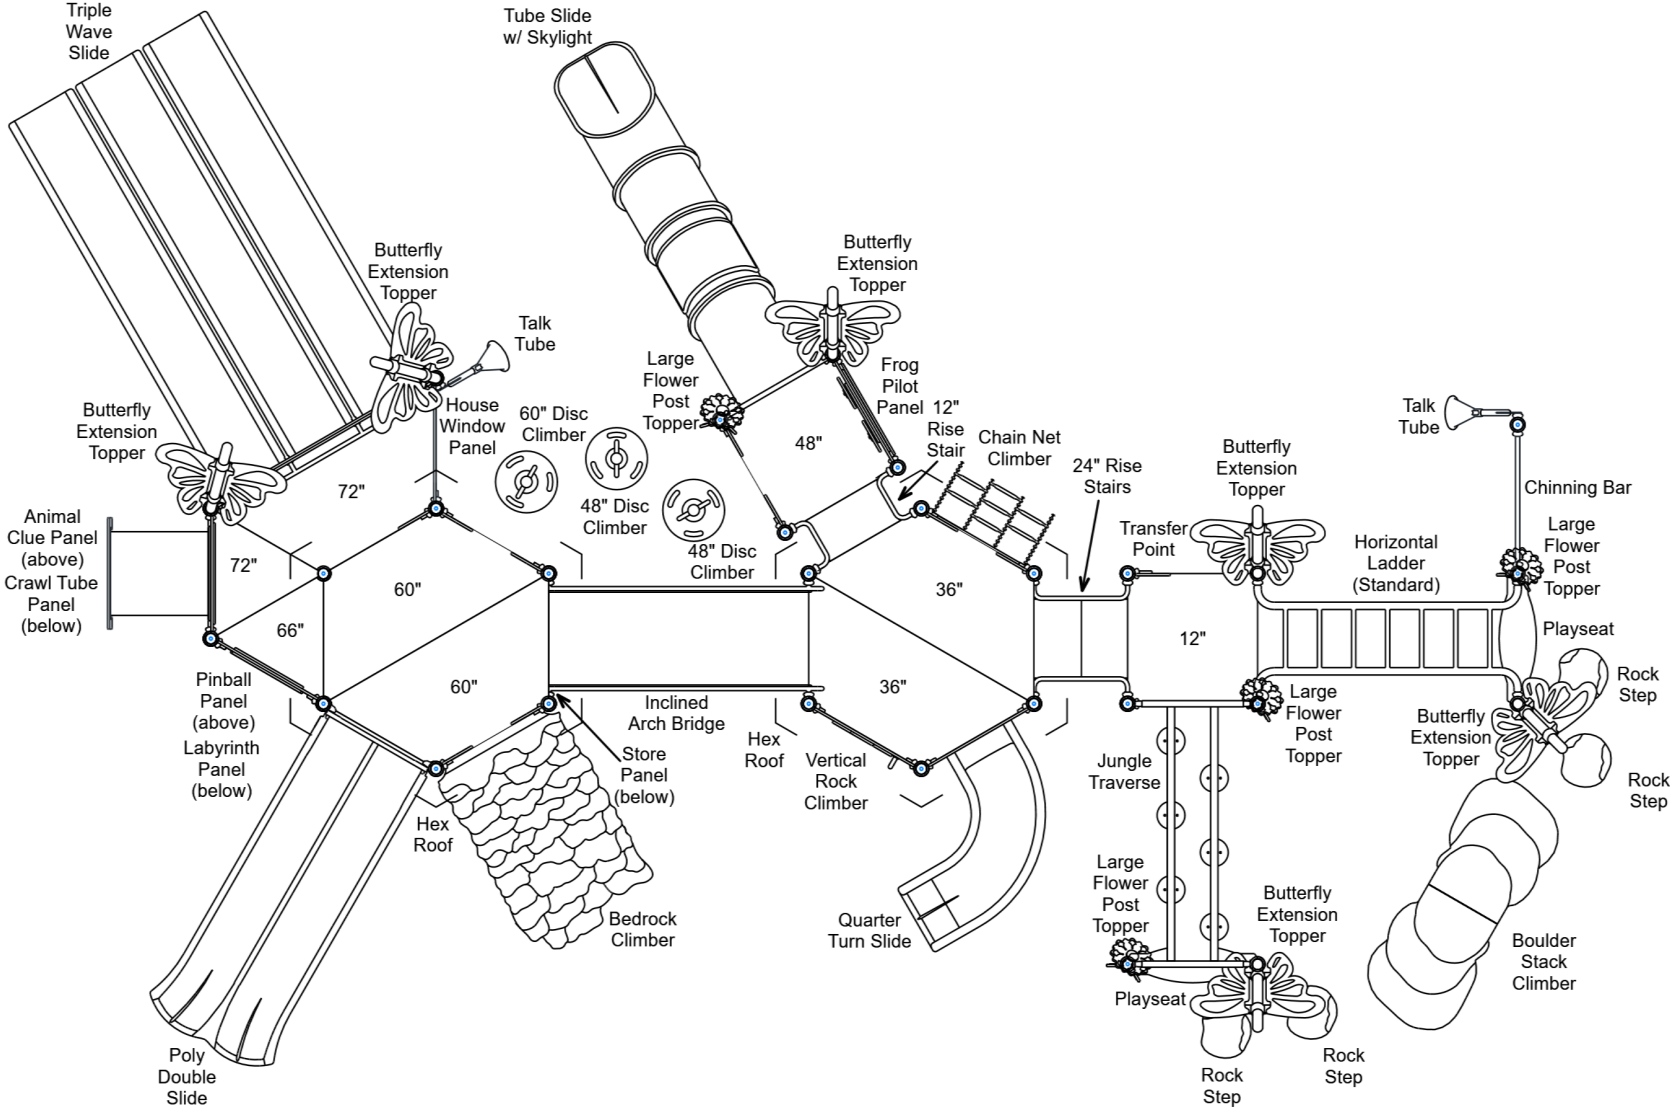 Triple
Wave
Slide
Tube Slide
w/ Skylight
Butterfly
Extension
Topper
Butterfly
Extension
Topper
Talk
Tube
Large
Flower
Post
Topper
Frog
Pilot
Panel
Butterfly
Extension
Topper
House
Window
Panel
60" Disc
Climber
12"
Rise
Stair
48"
Chain Net
Climber
24" Rise
Stairs
Butterfly
Extension
Topper
Talk
Tube
Chinning Bar
72"
48" Disc
Climber
48" Disc
Climber
Animal
Clue Panel
(above)
Crawl Tube
Panel
(below)
72"
60"
66"
60"
36"
36"
Transfer
Point
12"
Horizontal
Ladder
(Standard)
Large
Flower
Post
Topper
Playseat
Rock
Step
Pinball
Panel
(above)
Labyrinth
Panel
(below)
Inclined
Arch Bridge
Store
Panel
(below)
Hex
Roof
Hex
Roof
Vertical
Rock
Climber
Jungle
Traverse
Large
Flower
Post
Topper
Butterfly
Extension
Topper
Rock
Step
Bedrock
Climber
Quarter
Turn Slide
Large
Flower
Post
Topper
Butterfly
Extension
Topper
Boulder
Stack
Climber
Playseat
Poly
Double
Slide
Rock
Step
Rock
Step